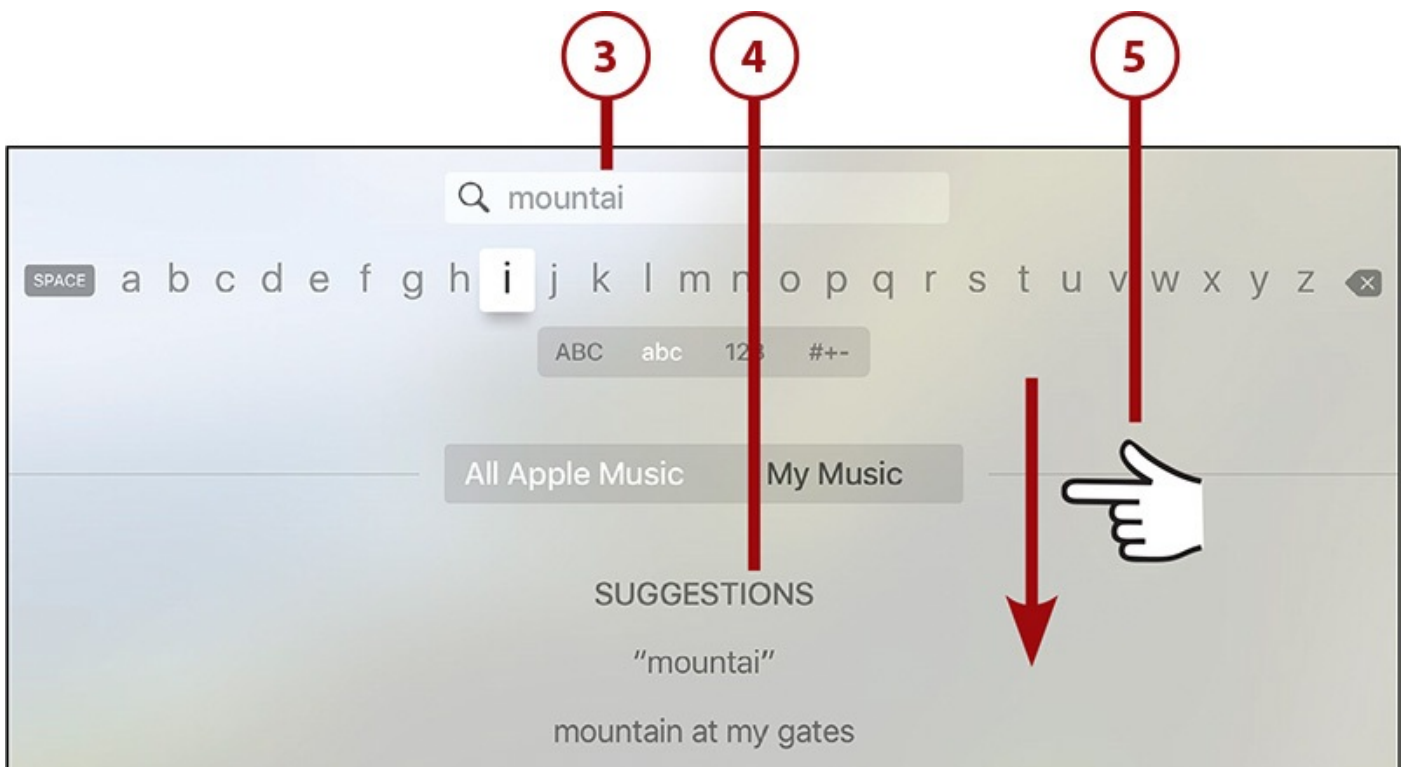 3 4 5
mountai
SPACE a b c d e f g h i j k l m n o p q r s t u v w x y z
ABC abc 123 #+-
All Apple Music My Music
SUGGESTIONS
"mountai"
mountain at my gates